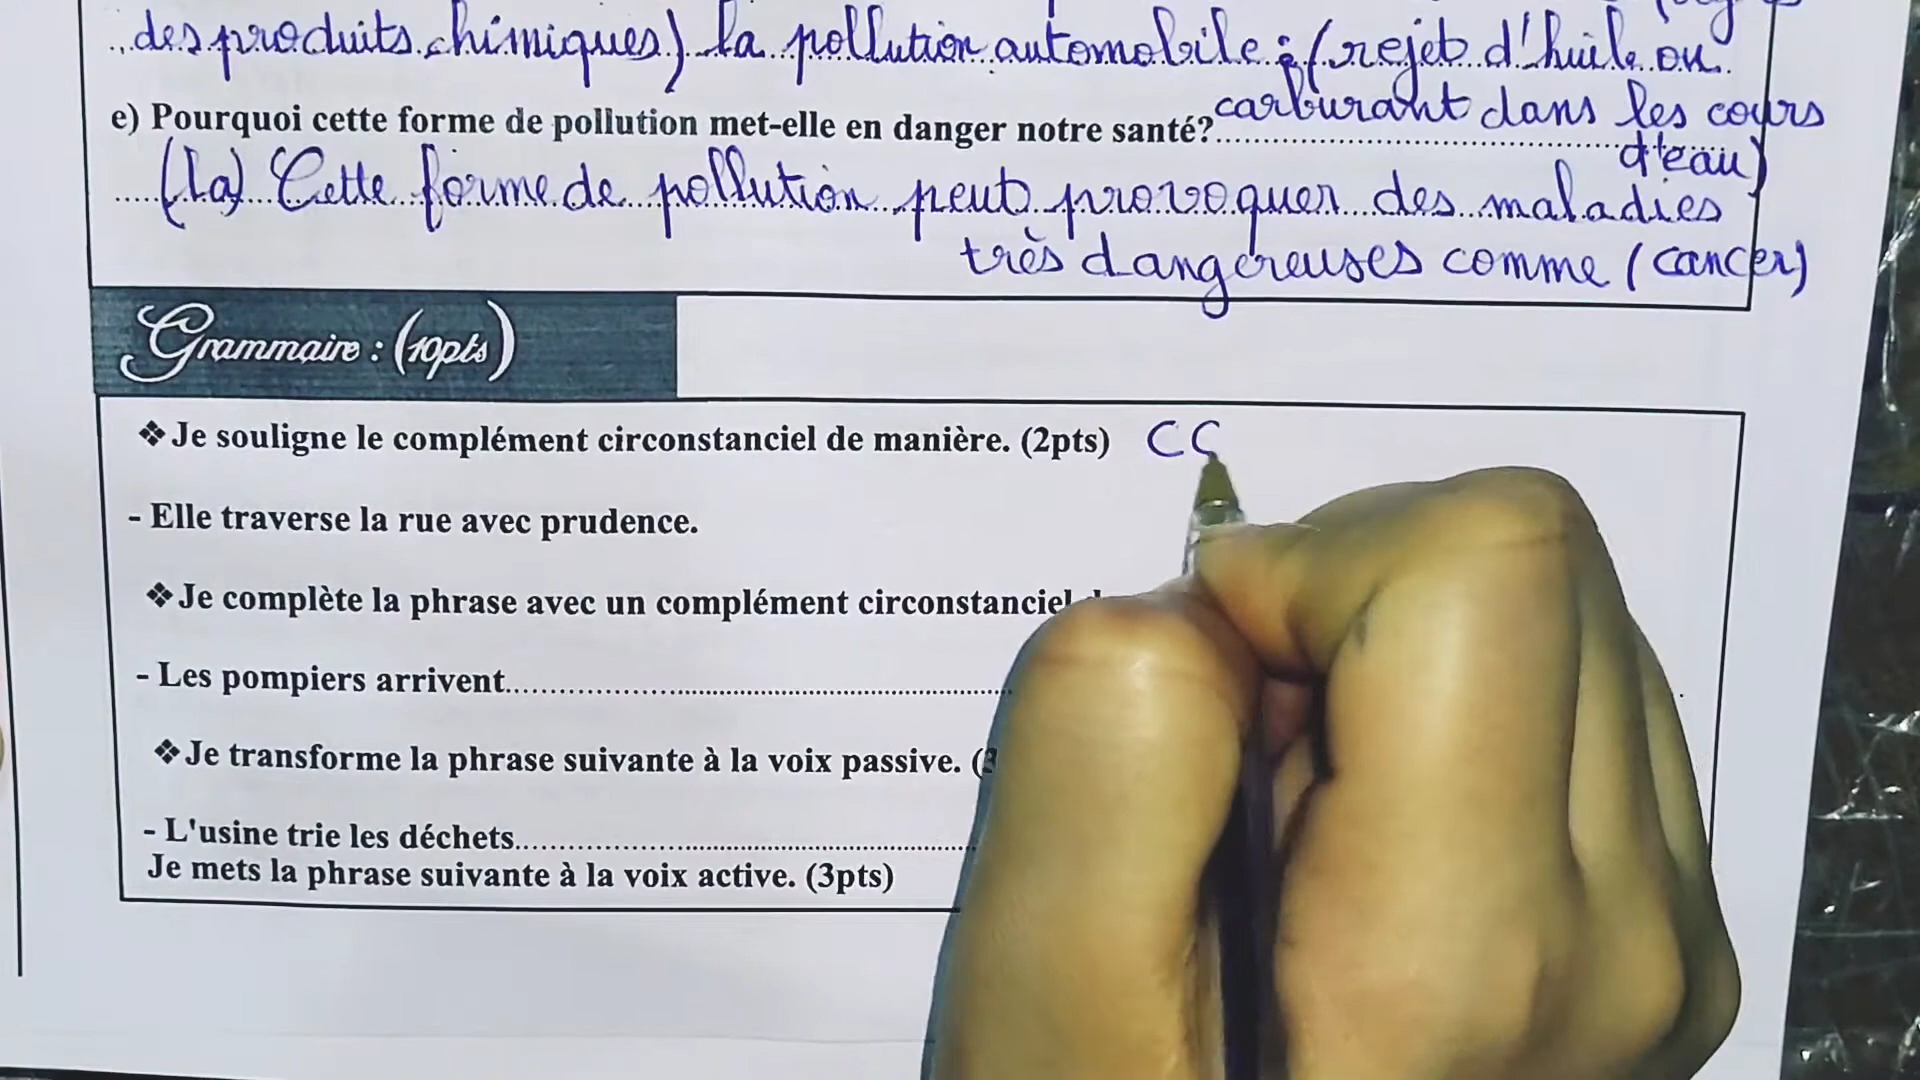 des produits chimiques) la pollution automobile : (rejet d'huile ou
carburant dans les cours
d'eau)
e) Pourquoi cette forme de pollution met-elle en danger notre santé?
(la) Cette forme de pollution peut provoquer des maladies
très dangereuses comme (cancer)
Grammaire : (10pts)
❖Je souligne le complément circonstanciel de manière. (2pts) CC
- Elle traverse la rue avec prudence.
❖Je complète la phrase avec un complément circonstanciel
- Les pompiers arrivent
❖Je transforme la phrase suivante à la voix passive. (3
- L'usine trie les déchets
Je mets la phrase suivante à la voix active. (3pts)